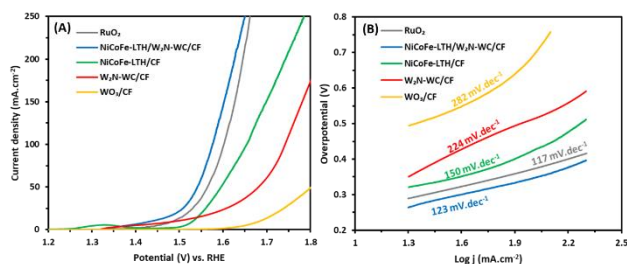 (A)
RuO₂
NiCoFe-LTH/W₂N-WC/CF
NiCoFe-LTH/CF
W₂N-WC/CF
WO₃/CF
Current density (mA.cm⁻²)
250
200
150
100
50
0
1.2 1.3 1.4 1.5 1.6 1.7 1.8
Potential (V) vs. RHE
(B)
RuO₂
NiCoFe-LTH/W₂N-WC/CF
NiCoFe-LTH/CF
W₂N-WC/CF
WO₃/CF
Overpotential (V)
0.8
0.7
0.6
0.5
0.4
0.3
0.2
282 mV.dec⁻¹
224 mV.dec⁻¹
150 mV.dec⁻¹
117 mV.dec⁻¹
123 mV.dec⁻¹
1 1.3 1.6 1.9 2.2 2.5
Log j (mA.cm⁻²)